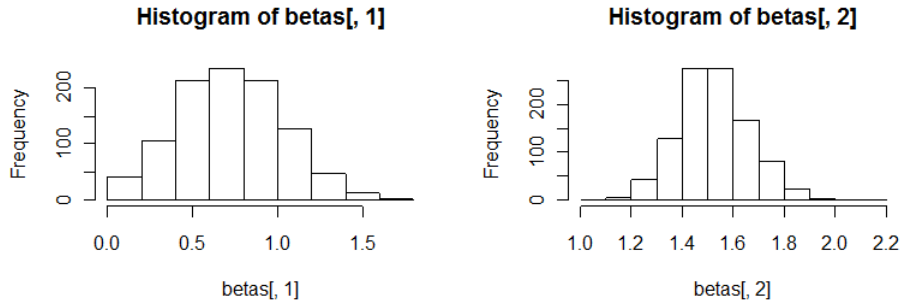 Histogram of betas[, 1]
Frequency
0 100 200
0.0 0.5 1.0 1.5
betas[, 1]
Histogram of betas[, 2]
Frequency
0 100 200
1.0 1.2 1.4 1.6 1.8 2.0 2.2
betas[, 2]